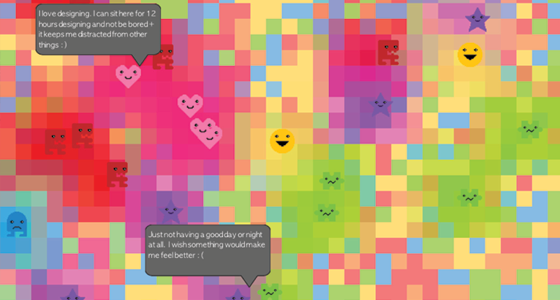 I love designing. I can sit here for 12
hours designing and not be bored
it keeps me distracted from other
things : )
Just not having a good day or night
at all. I wish something would make
me feel better : (